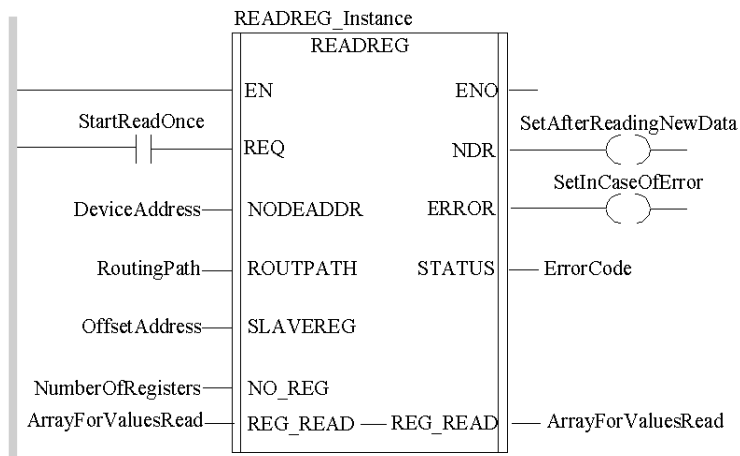 READREG_Instance
READREG
EN ENO
StartReadOnce
REQ
SetAfterReadingNewData
NDR
SetInCaseOfError
DeviceAddress NODEADDR ERROR
RoutingPath ROUTPATH STATUS ErrorCode
OffsetAddress SLAVEREG
NumberOfRegisters NO_REG
ArrayForValuesRead REG_READ REG_READ ArrayForValuesRead